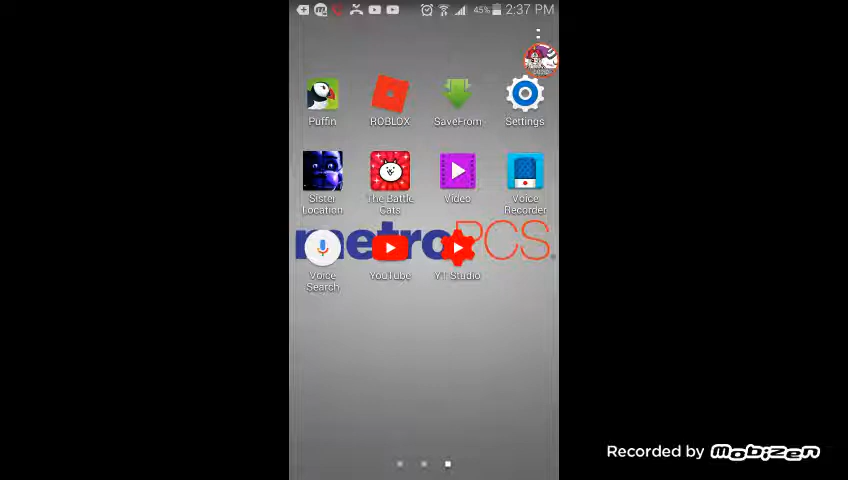 45% 2:37 PM
Puffin ROBLOX SaveFrom- Settings
Sister Location The Battle Cats Video Voice Recorder
metroPCS
Voice Search YouTube YT Studio
Recorded by Mobizen